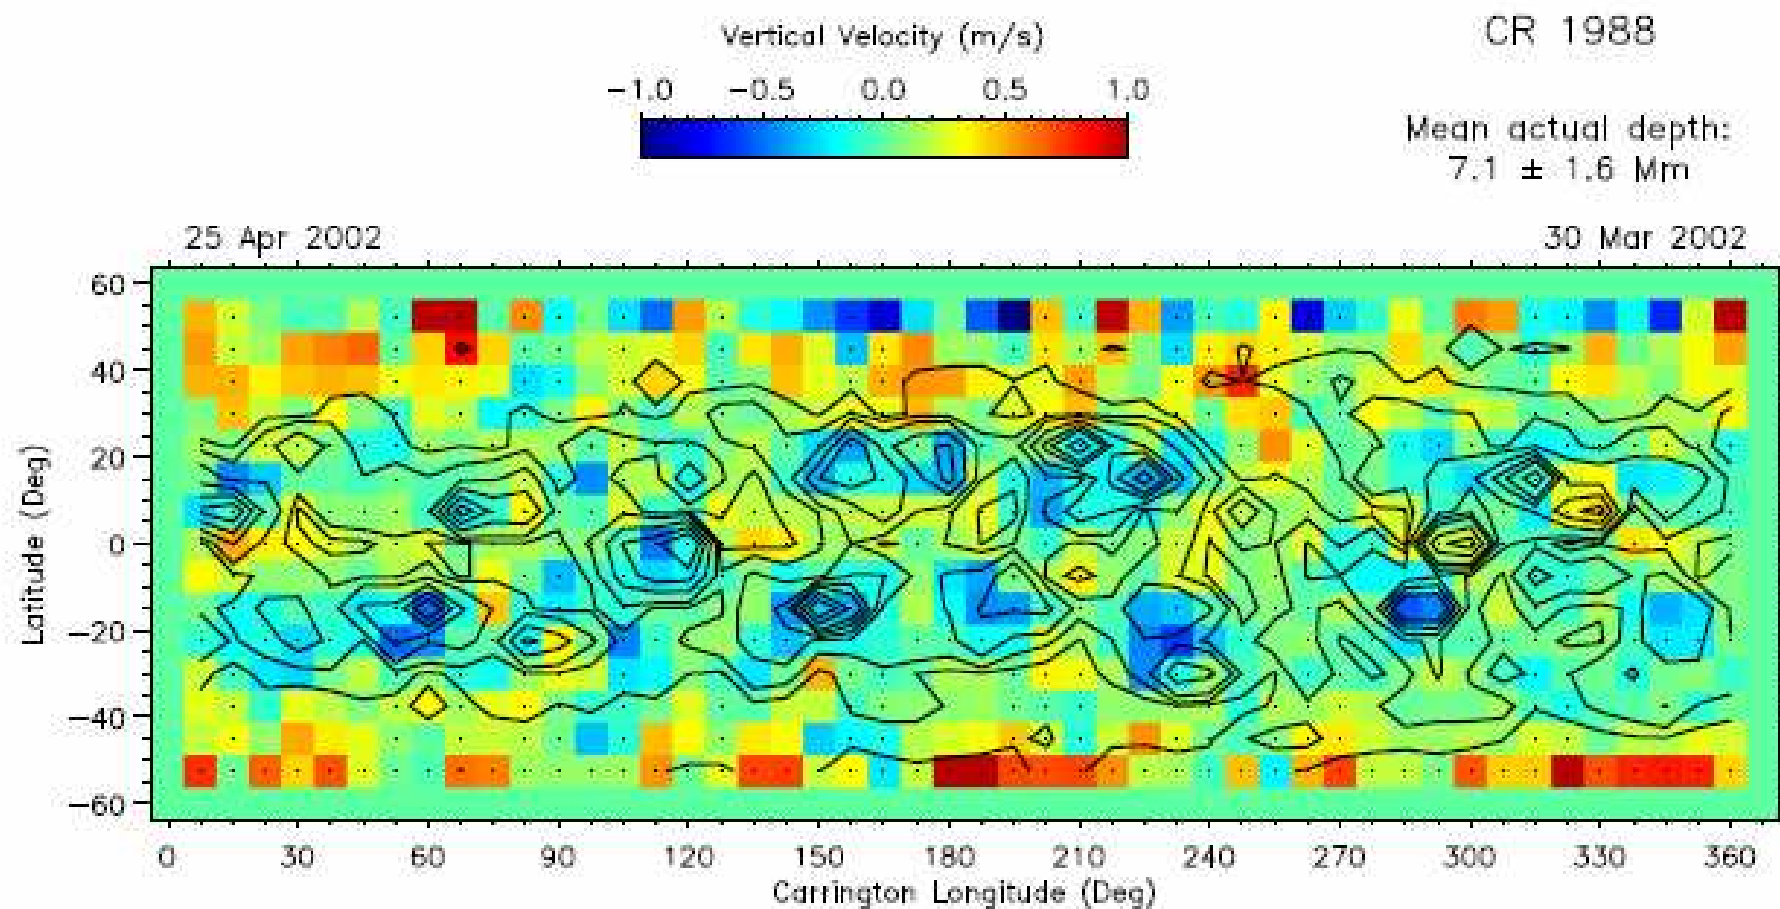 Vertical Velocity (m/s)
−1.0 −0.5 0.0 0.5 1.0
CR 1988
Mean actual depth:
7.1 ± 1.6 Mm
25 Apr 2002 30 Mar 2002
60
40
20
0
−20
−40
−60
Latitude (Deg)
0 30 60 90 120 150 180 210 240 270 300 330 360
Carrington Longitude (Deg)